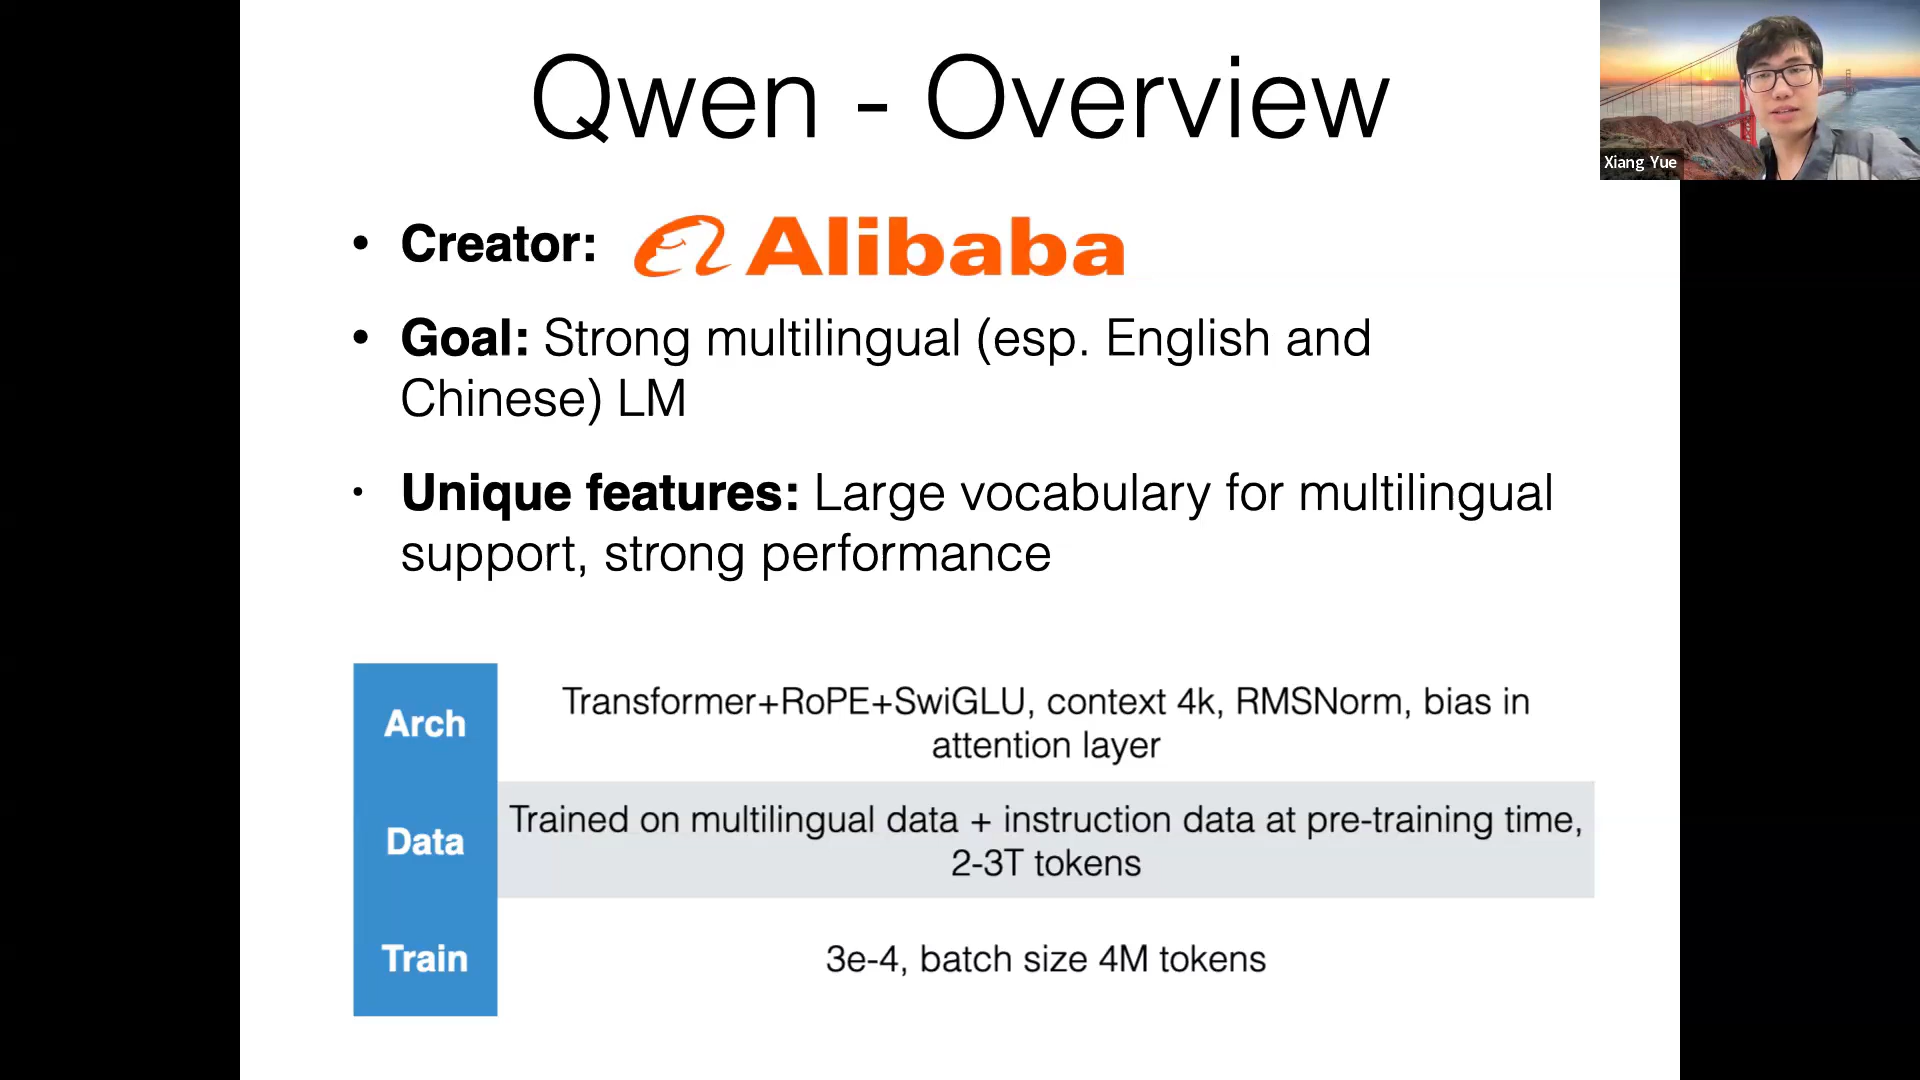 Qwen - Overview
Xiang Yue
• Creator: Alibaba
• Goal: Strong multilingual (esp. English and
Chinese) LM
• Unique features: Large vocabulary for multilingual
support, strong performance
Arch
Transformer+RoPE+SwiGLU, context 4k, RMSNorm, bias in
attention layer
Data
Trained on multilingual data + instruction data at pre-training time,
2-3T tokens
Train
3e-4, batch size 4M tokens